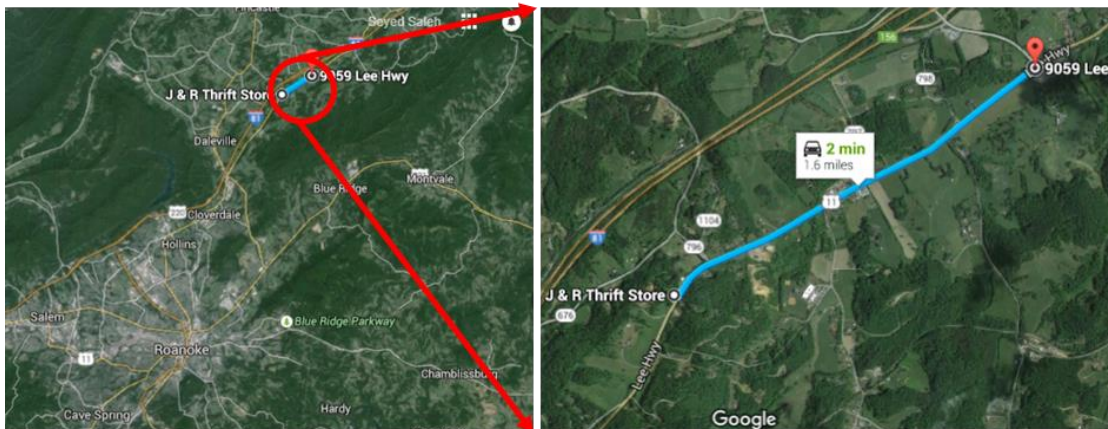 FINCASTLE
Seyed Saleh
81
9059 Lee Hwy
J & R Thrift Store
81
Daleville
Montvale
Blue Ridge
220
Cloverdale
Hollins
Salem
Blue Ridge Parkway
Roanoke
11
Chamblissburg
Hardy
Cave Spring
156
Hwy
9059 Lee
798
2 min
1.6 miles
11
1104
81
796
J & R Thrift Store
676
Lee Hwy
Google